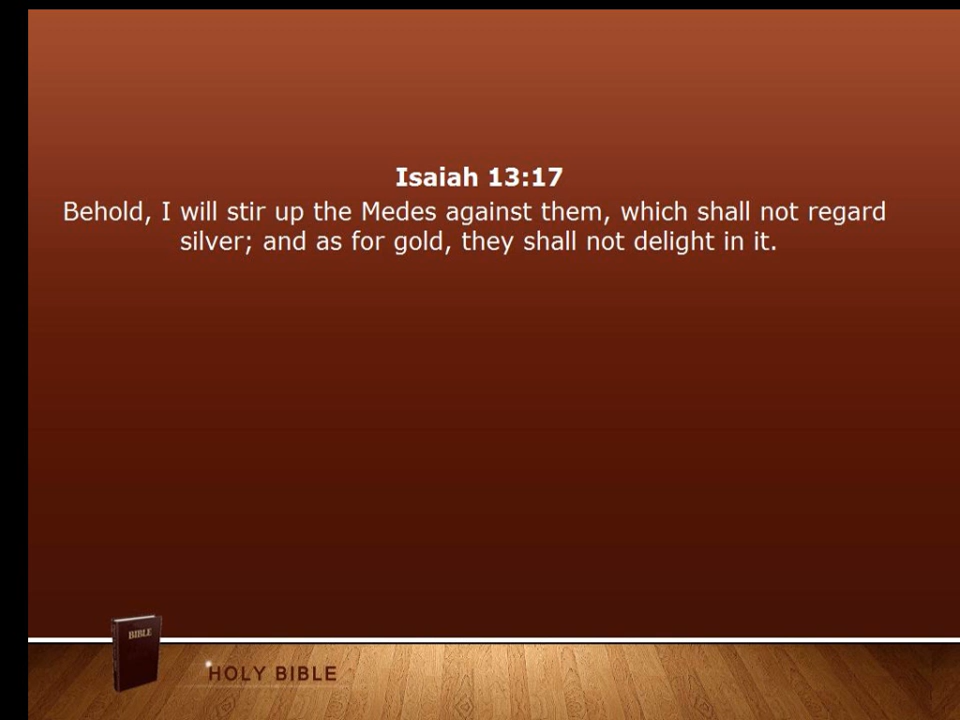 Isaiah 13:17
Behold, I will stir up the Medes against them, which shall not regard
silver; and as for gold, they shall not delight in it.
BIBLE
HOLY BIBLE